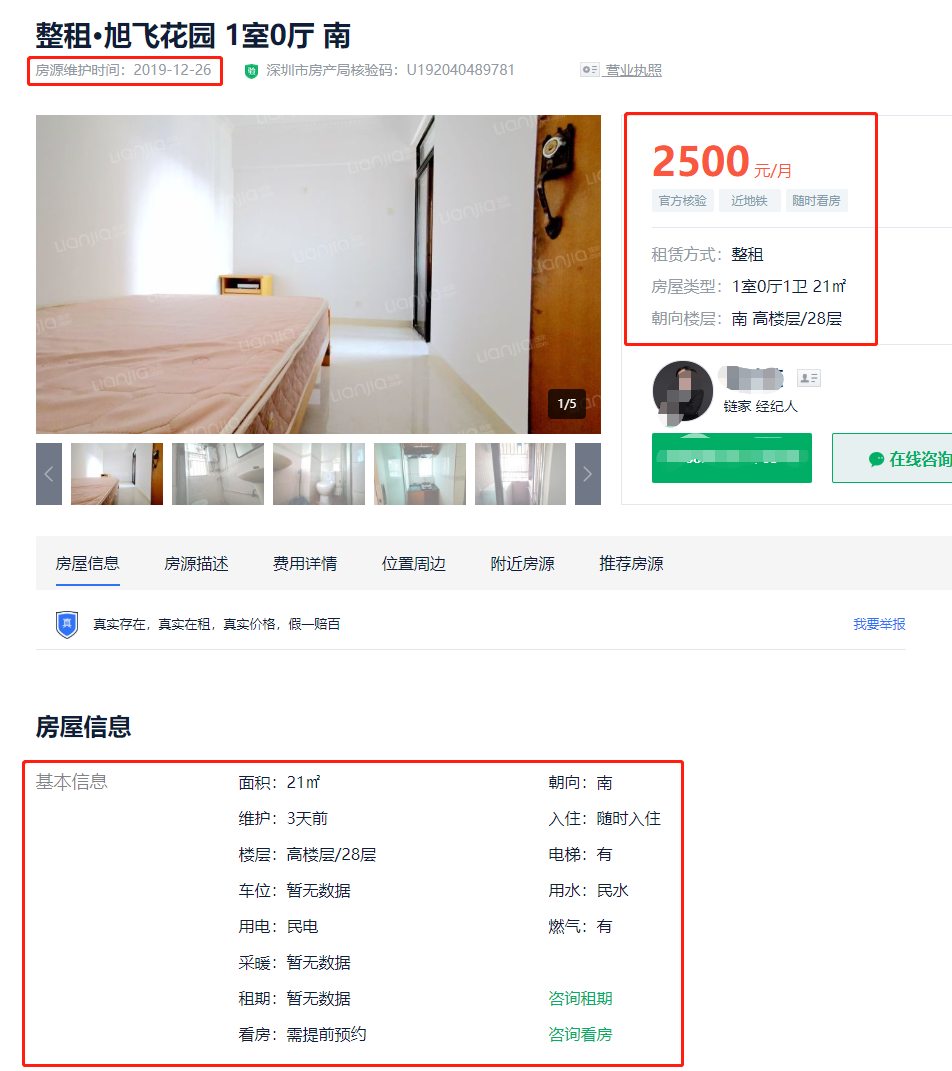 整租·旭飞花园 1室0厅 南
房源维护时间：2019-12-26
深圳市房产局核验码：U192040489781
营业执照
2500 元/月
官方核验 近地铁 随时看房
租赁方式：整租
房屋类型：1室0厅1卫 21㎡
朝向楼层：南 高楼层/28层
lianjia
1/5
链家 经纪人
在线咨询
房屋信息 房源描述 费用详情 位置周边 附近房源 推荐房源
真 真实存在，真实在租，真实价格，假一赔百
我要举报
房屋信息
基本信息
面积：21㎡ 朝向：南
维护：3天前 入住：随时入住
楼层：高楼层/28层 电梯：有
车位：暂无数据 用水：民水
用电：民电 燃气：有
采暖：暂无数据
租期：暂无数据 咨询租期
看房：需提前预约 咨询看房